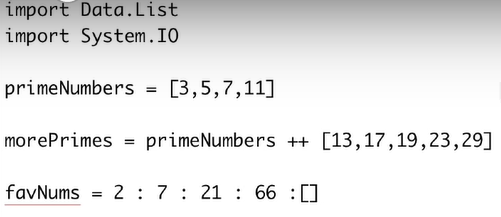 import Data.List
import System.IO
primeNumbers = [3,5,7,11]
morePrimes = primeNumbers ++ [13,17,19,23,29]
favNums = 2 : 7 : 21 : 66 :[]